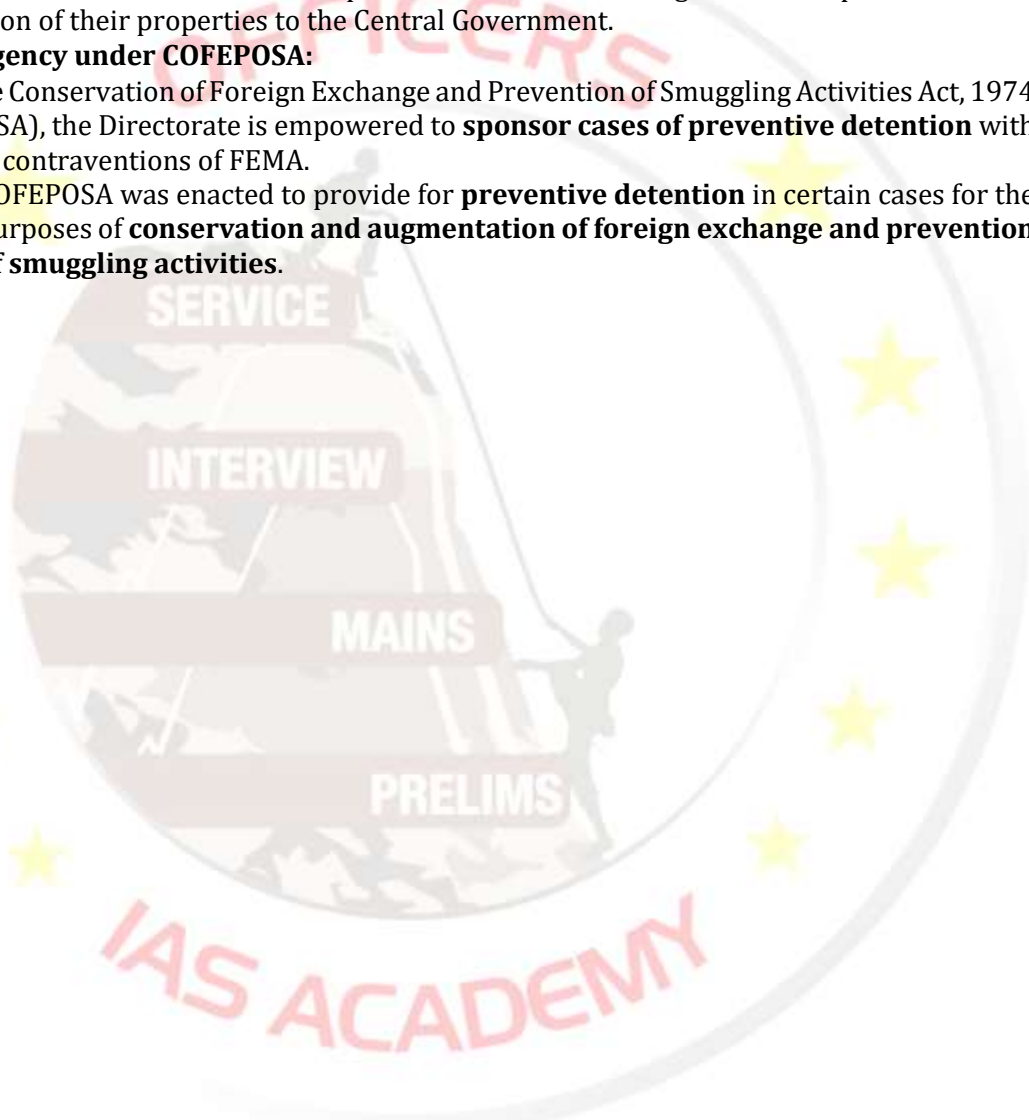 on of their properties to the Central Government.
gency under COFEPOSA:
e Conservation of Foreign Exchange and Prevention of Smuggling Activities Act, 1974
SA), the Directorate is empowered to sponsor cases of preventive detention with
contraventions of FEMA.
OFEPOSA was enacted to provide for preventive detention in certain cases for the
urposes of conservation and augmentation of foreign exchange and prevention
f smuggling activities.
OFFICERS
SERVICE
INTERVIEW
MAINS
PRELIMS
IAS ACADEMY